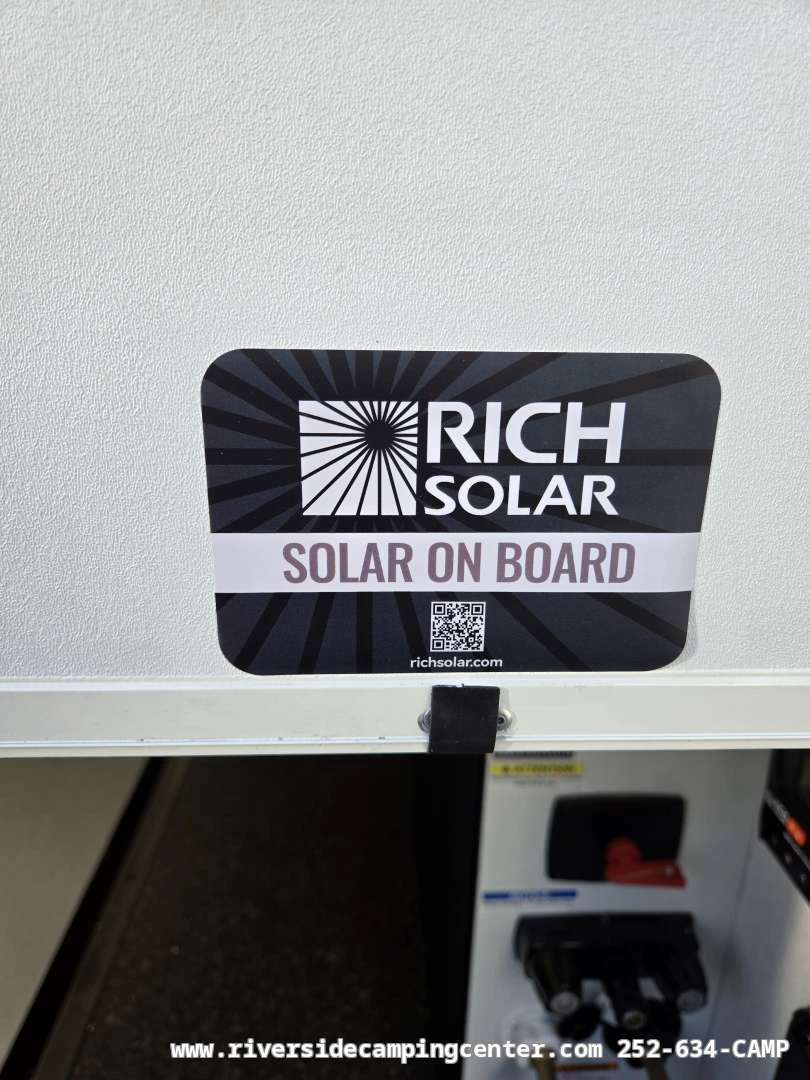 RICH
SOLAR
SOLAR ON BOARD
richsolar.com
www.riversidecampingcenter.com 252-634-CAMP